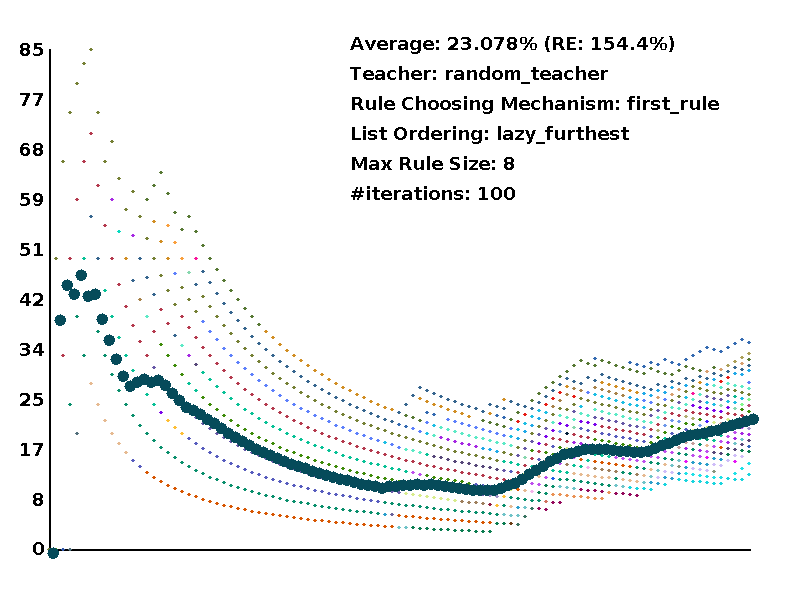 Average: 23.078% (RE: 154.4%)
Teacher: random_teacher
Rule Choosing Mechanism: first_rule
List Ordering: lazy_furthest
Max Rule Size: 8
#iterations: 100
85
77
68
59
51
42
34
25
17
8
0